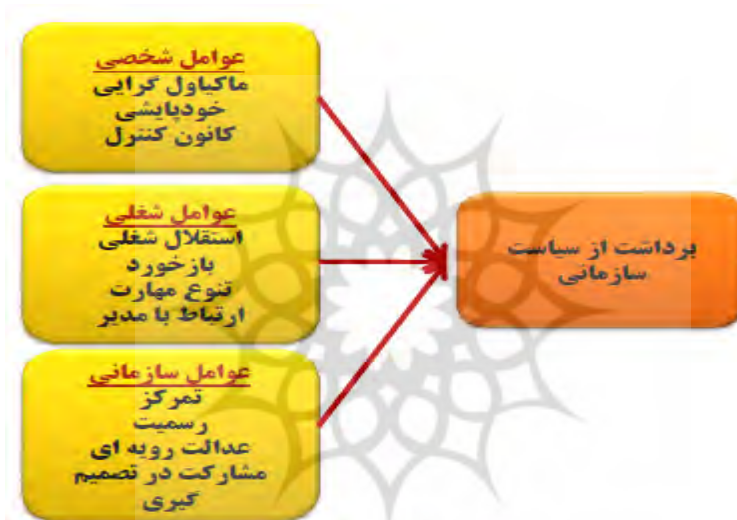 عوامل شخصی
ماکیاول گرایی
خودپایشی
کانون کنترل
عوامل شغلی
استقلال شغلی
بازخورد
تنوع مهارت
ارتباط با مدیر
عوامل سازمانی
تمرکز
رسمیت
عدالت رویه ای
مشارکت در تصمیم
گیری
برداشت از سیاست
سازمانی